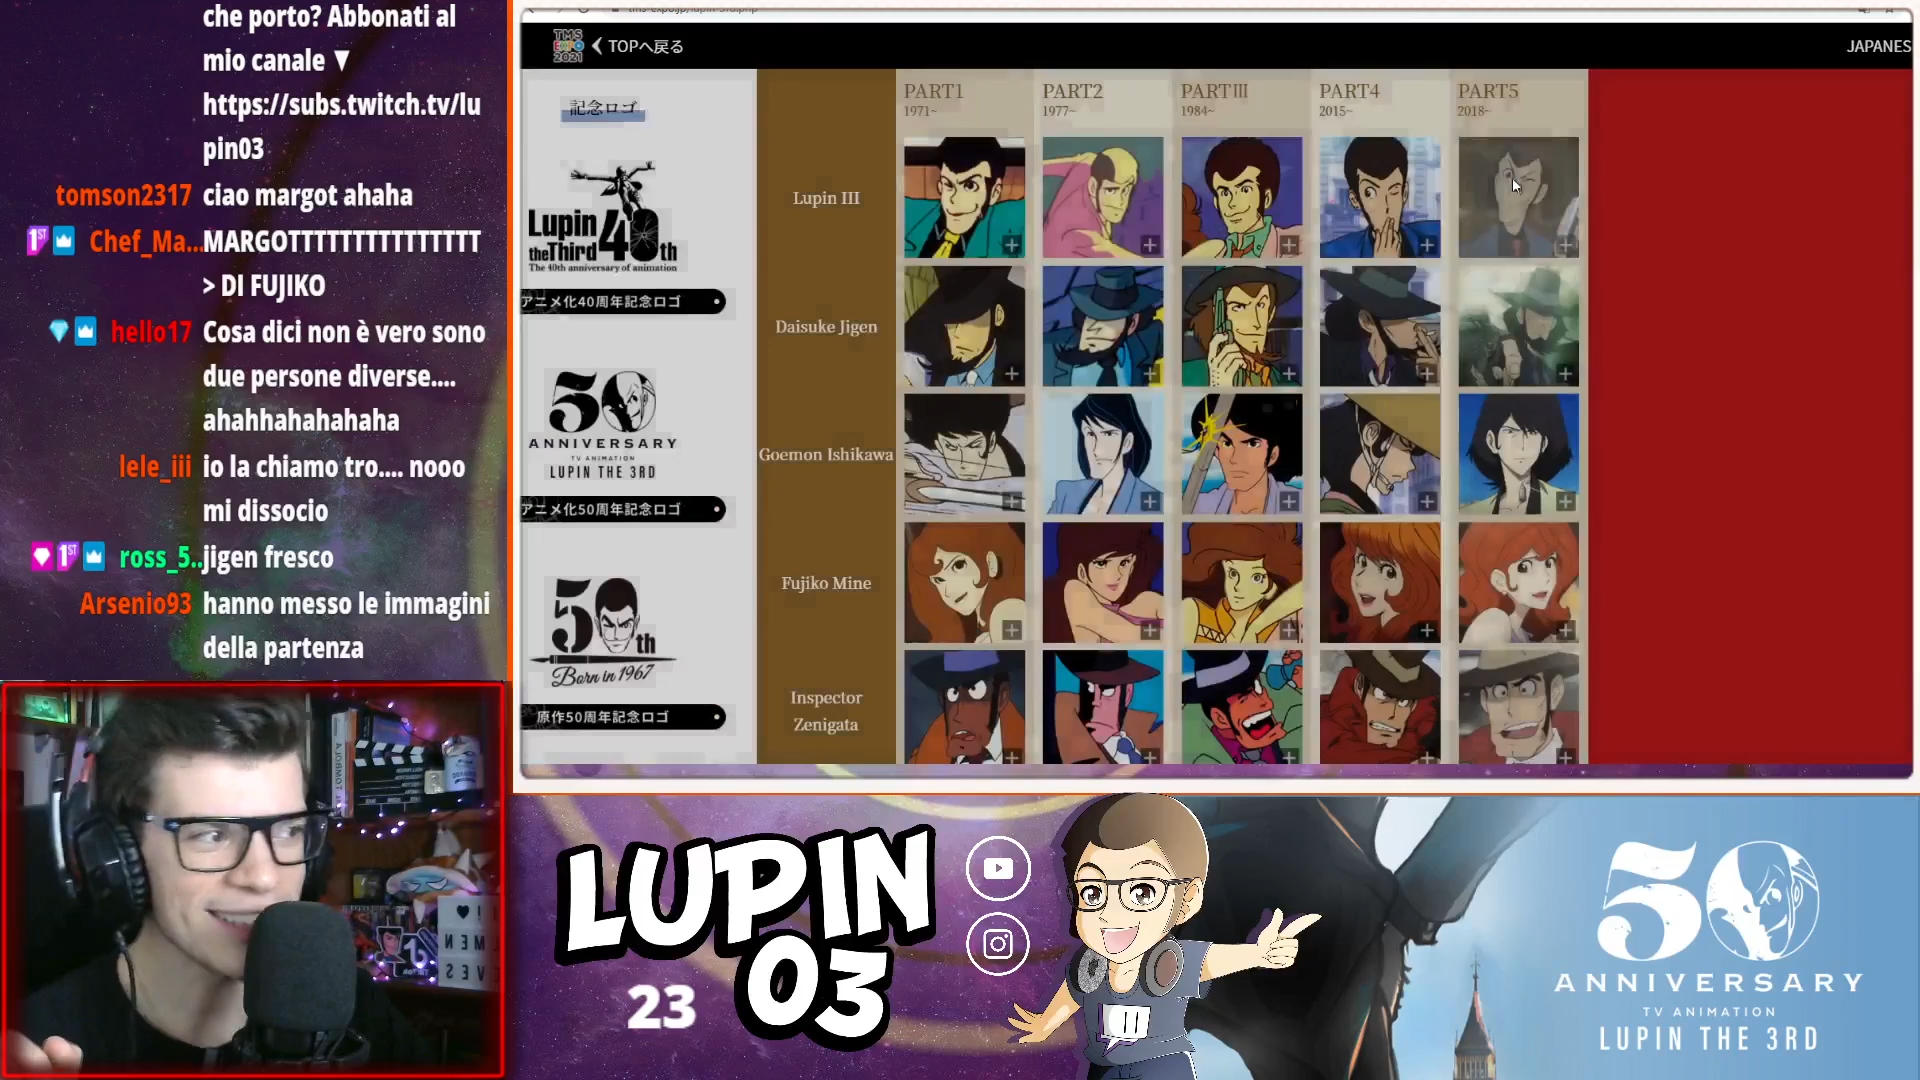 che porto? Abbonati al
mio canale ▼
https://subs.twitch.tv/lu
pin03
tomson2317 ciao margot ahaha
1ST Chef_Ma... MARGOTTTTTTTTTTTTTTT
> DI FUJIKO
hello17 Cosa dici non è vero sono
due persone diverse....
ahahhahahahaha
lele_iii io la chiamo tro.... nooo
mi dissocio
1ST ross_5.. jigen fresco
Arsenio93 hanno messo le immagini
della partenza
TMS
EXPO
2021
TOPへ戻る
JAPANES
記念ロゴ
Lupin
the Third 40th
The 40th anniversary of animation
アニメ化40周年記念ロゴ
50
ANNIVERSARY
TV ANIMATION
LUPIN THE 3RD
アニメ化50周年記念ロゴ
50th
Born in 1967
原作50周年記念ロゴ
PART1
1971~
PART2
1977~
PARTⅢ
1984~
PART4
2015~
PART5
2018~
Lupin III
Daisuke Jigen
Goemon Ishikawa
Fujiko Mine
Inspector
Zenigata
LUPIN
03
23
50
ANNIVERSARY
TV ANIMATION
LUPIN THE 3RD